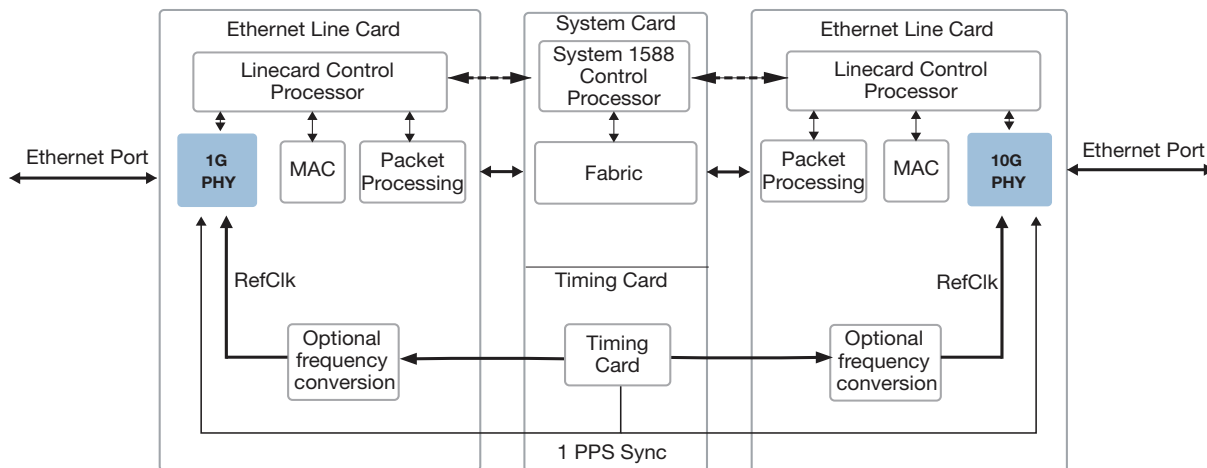 Ethernet Line Card
System Card
Ethernet Line Card
Linecard Control
Processor
System 1588
Control
Processor
Linecard Control
Processor
Ethernet Port
1G
PHY
MAC
Packet
Processing
Fabric
Packet
Processing
MAC
10G
PHY
Ethernet Port
RefClk
Timing Card
RefClk
Optional
frequency
conversion
Timing
Card
Optional
frequency
conversion
1 PPS Sync